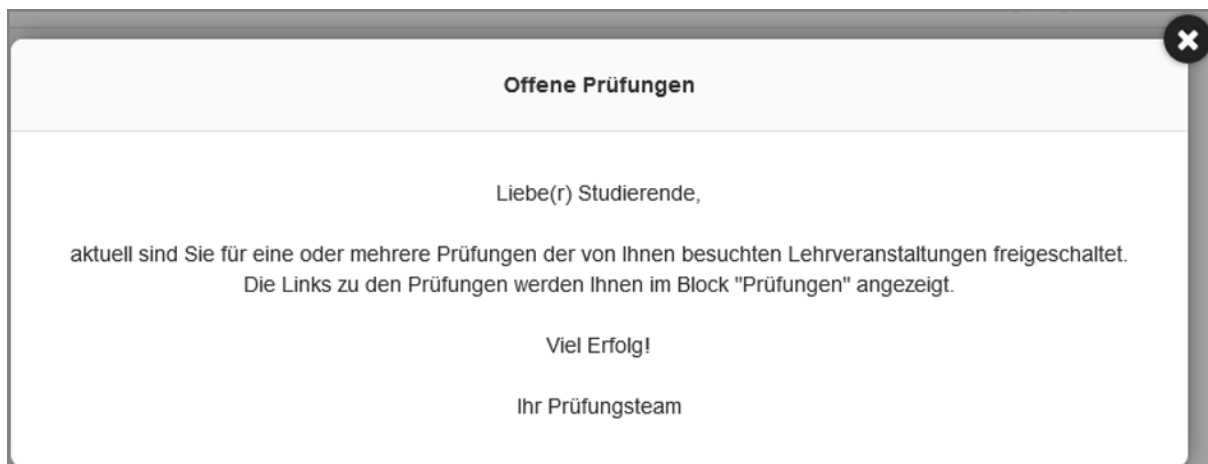 Offene Prüfungen
Liebe(r) Studierende,
aktuell sind Sie für eine oder mehrere Prüfungen der von Ihnen besuchten Lehrveranstaltungen freigeschaltet.
Die Links zu den Prüfungen werden Ihnen im Block "Prüfungen" angezeigt.
Viel Erfolg!
Ihr Prüfungsteam